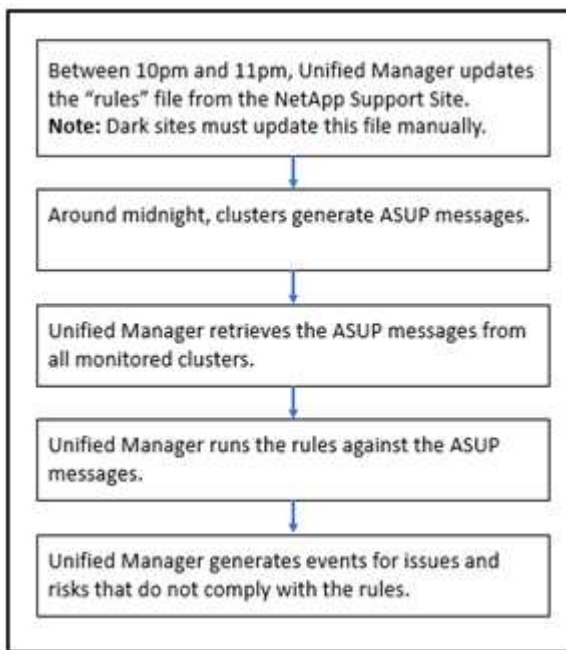 Between 10pm and 11pm, Unified Manager updates
the “rules” file from the NetApp Support Site.
Note: Dark sites must update this file manually.
Around midnight, clusters generate ASUP messages.
Unified Manager retrieves the ASUP messages from
all monitored clusters.
Unified Manager runs the rules against the ASUP
messages.
Unified Manager generates events for issues and
risks that do not comply with the rules.